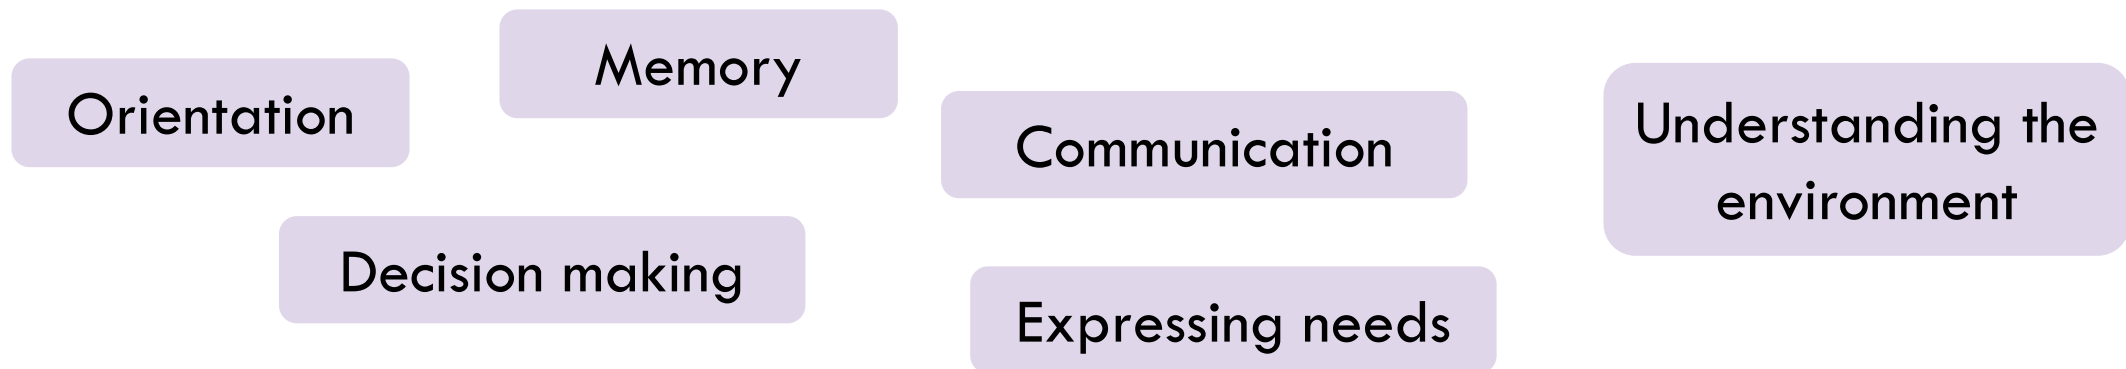 Orientation
Memory
Communication
Understanding the
environment
Decision making
Expressing needs